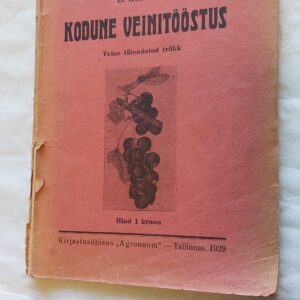 KODUNE VEINITÖÖSTUS
Teine täiendatud trükk
Hind 1 kroon
Kirjastusühisus „Agronoom" — Tallinnas, 1929